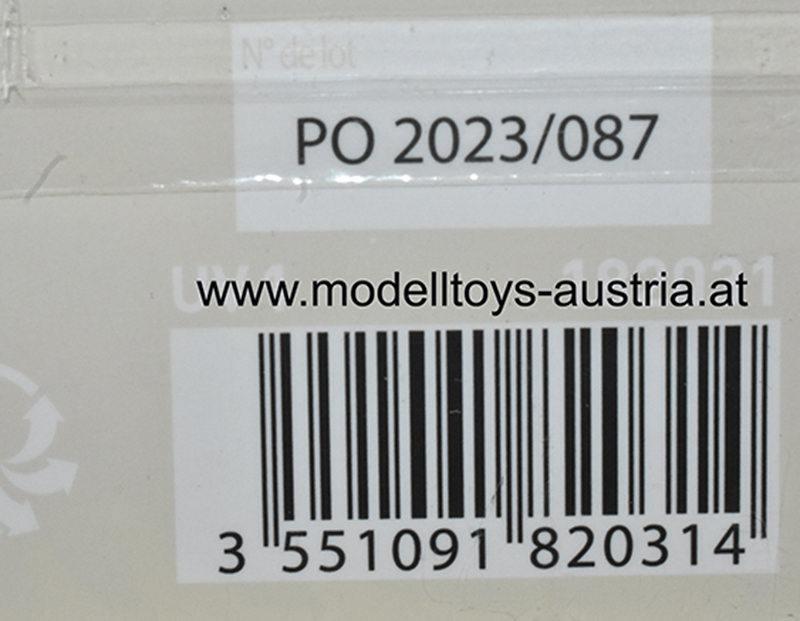 N° de lot
PO 2023/087
www.modelltoys-austria.at
3 551091 820314